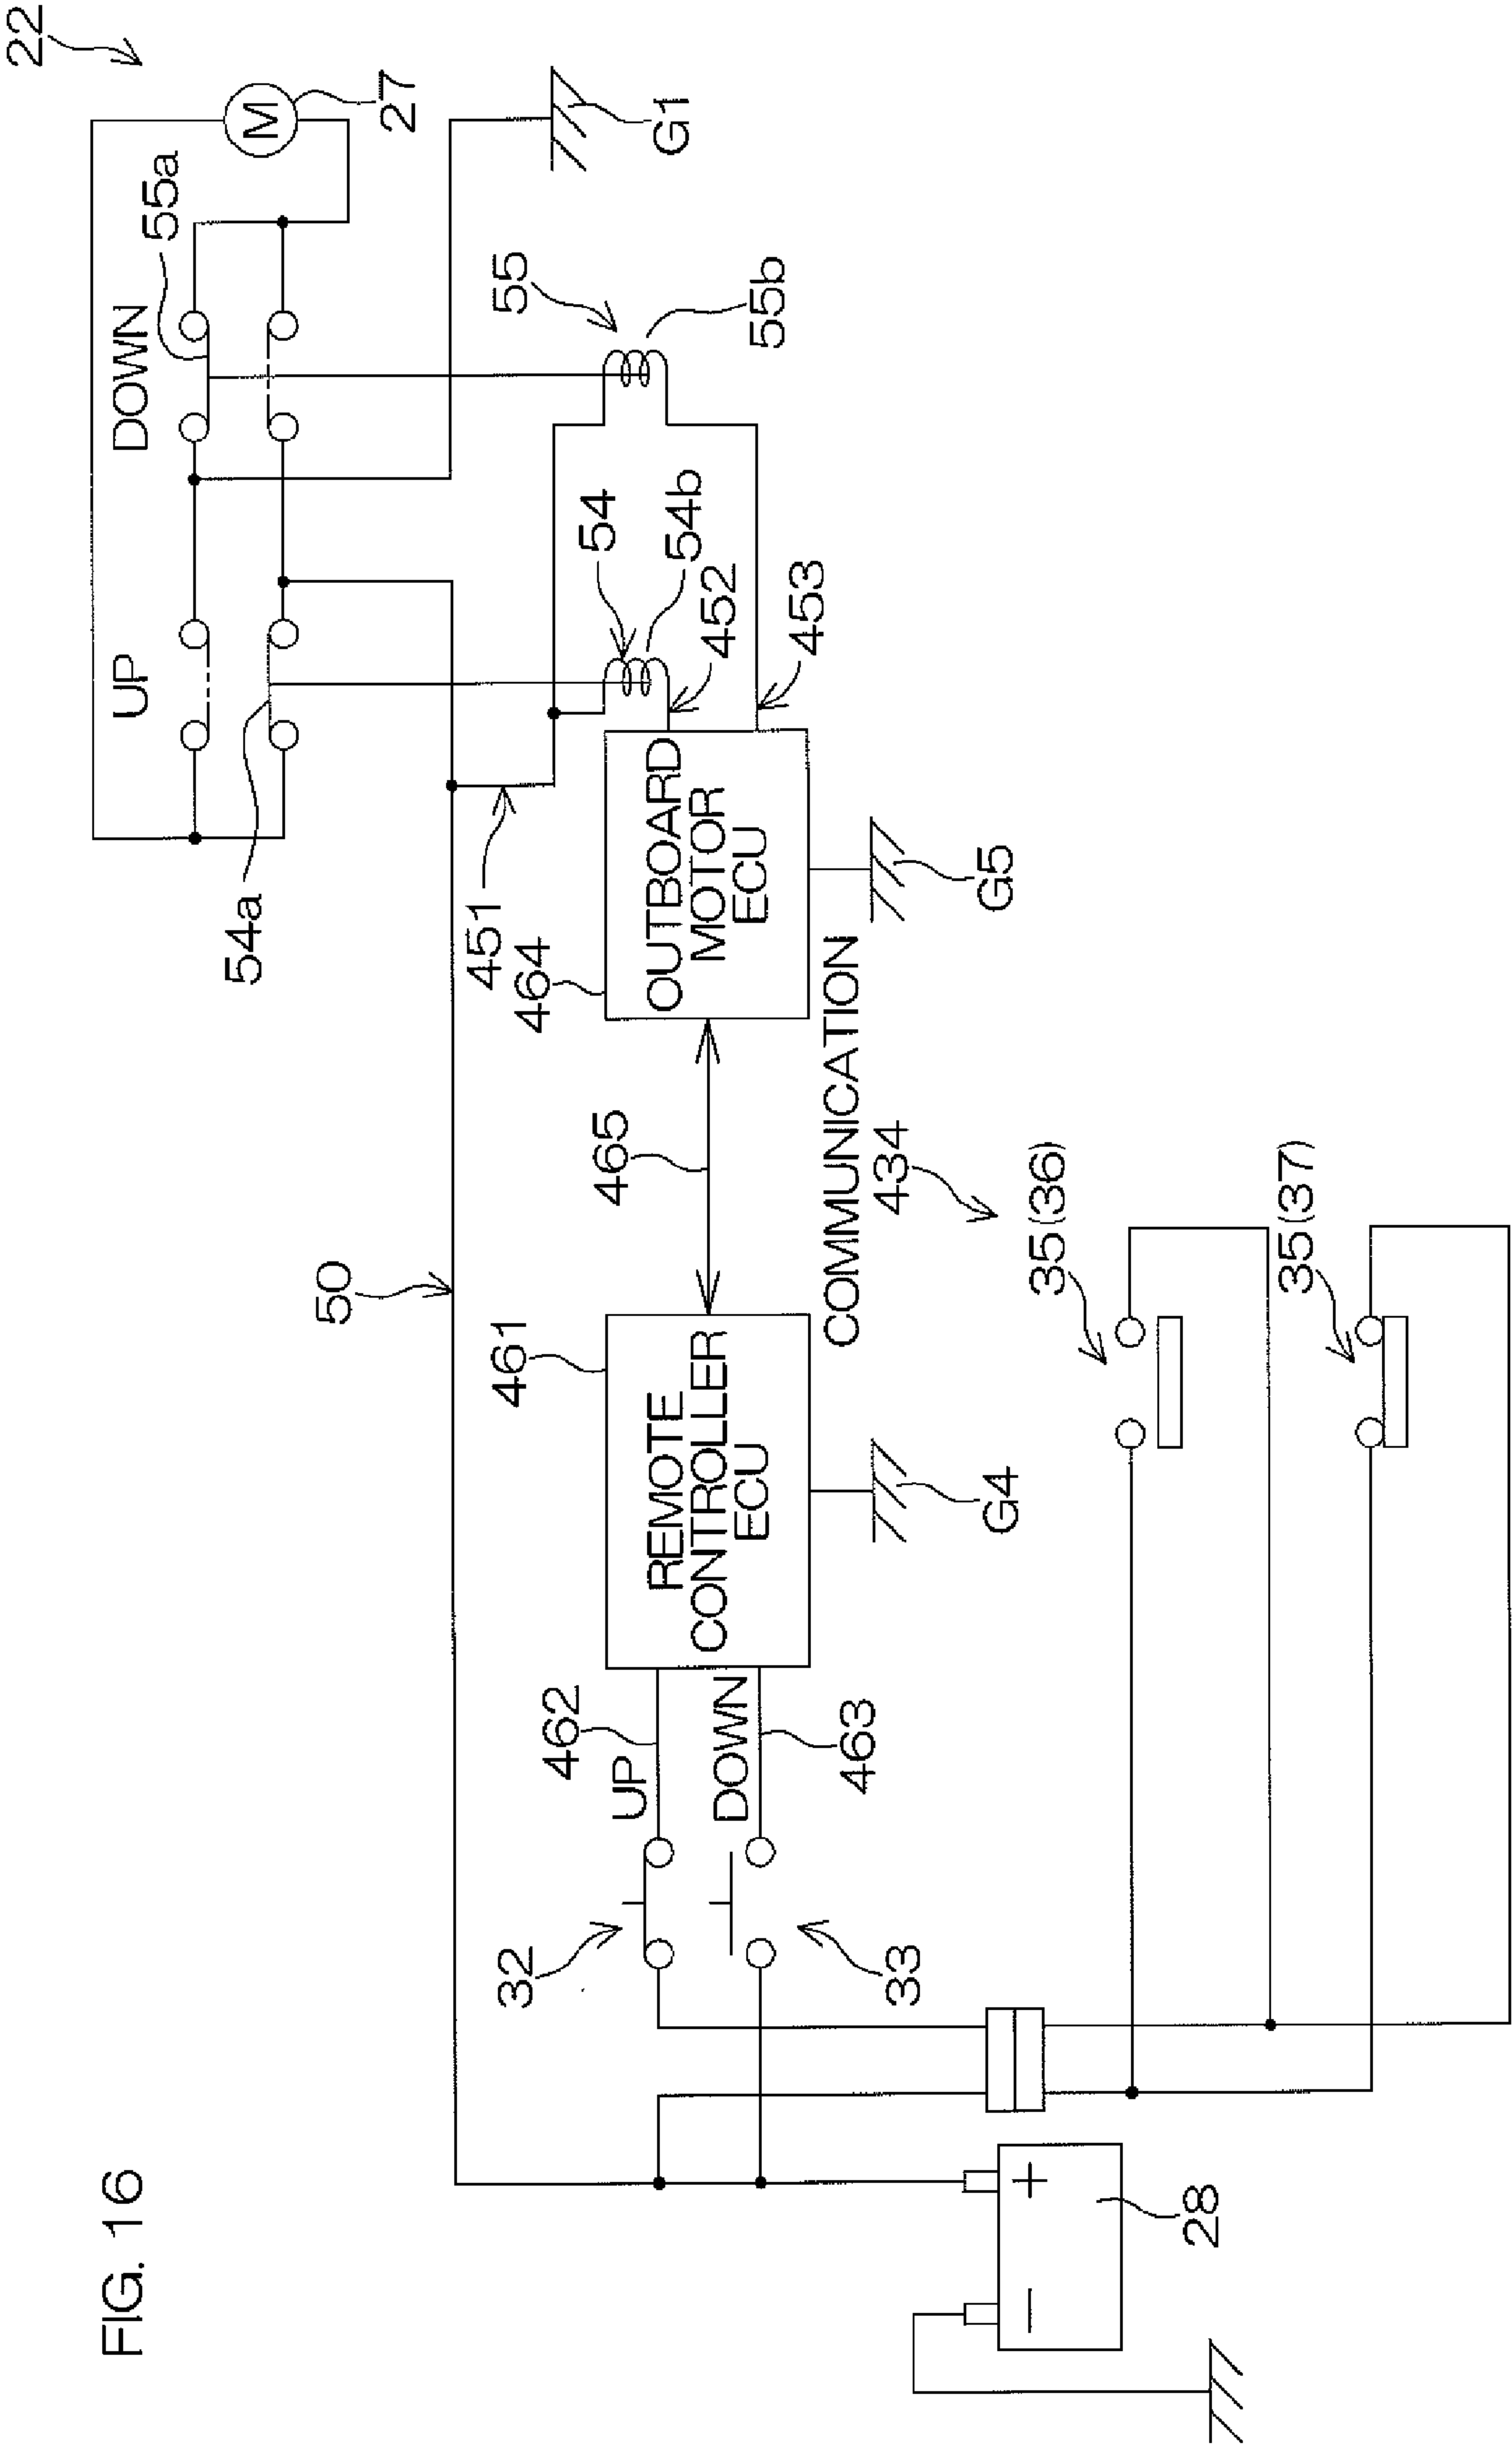 FIG. 16
22
M
27
UP
DOWN
54a
55a
G1
50
451
54
54b
55
55b
452
453
464
OUTBOARD
MOTOR
ECU
G5
465
COMMUNICATION
461
REMOTE
CONTROLLER
ECU
G4
462
UP
DOWN
463
32
33
434
35(36)
35(37)
+
−
28